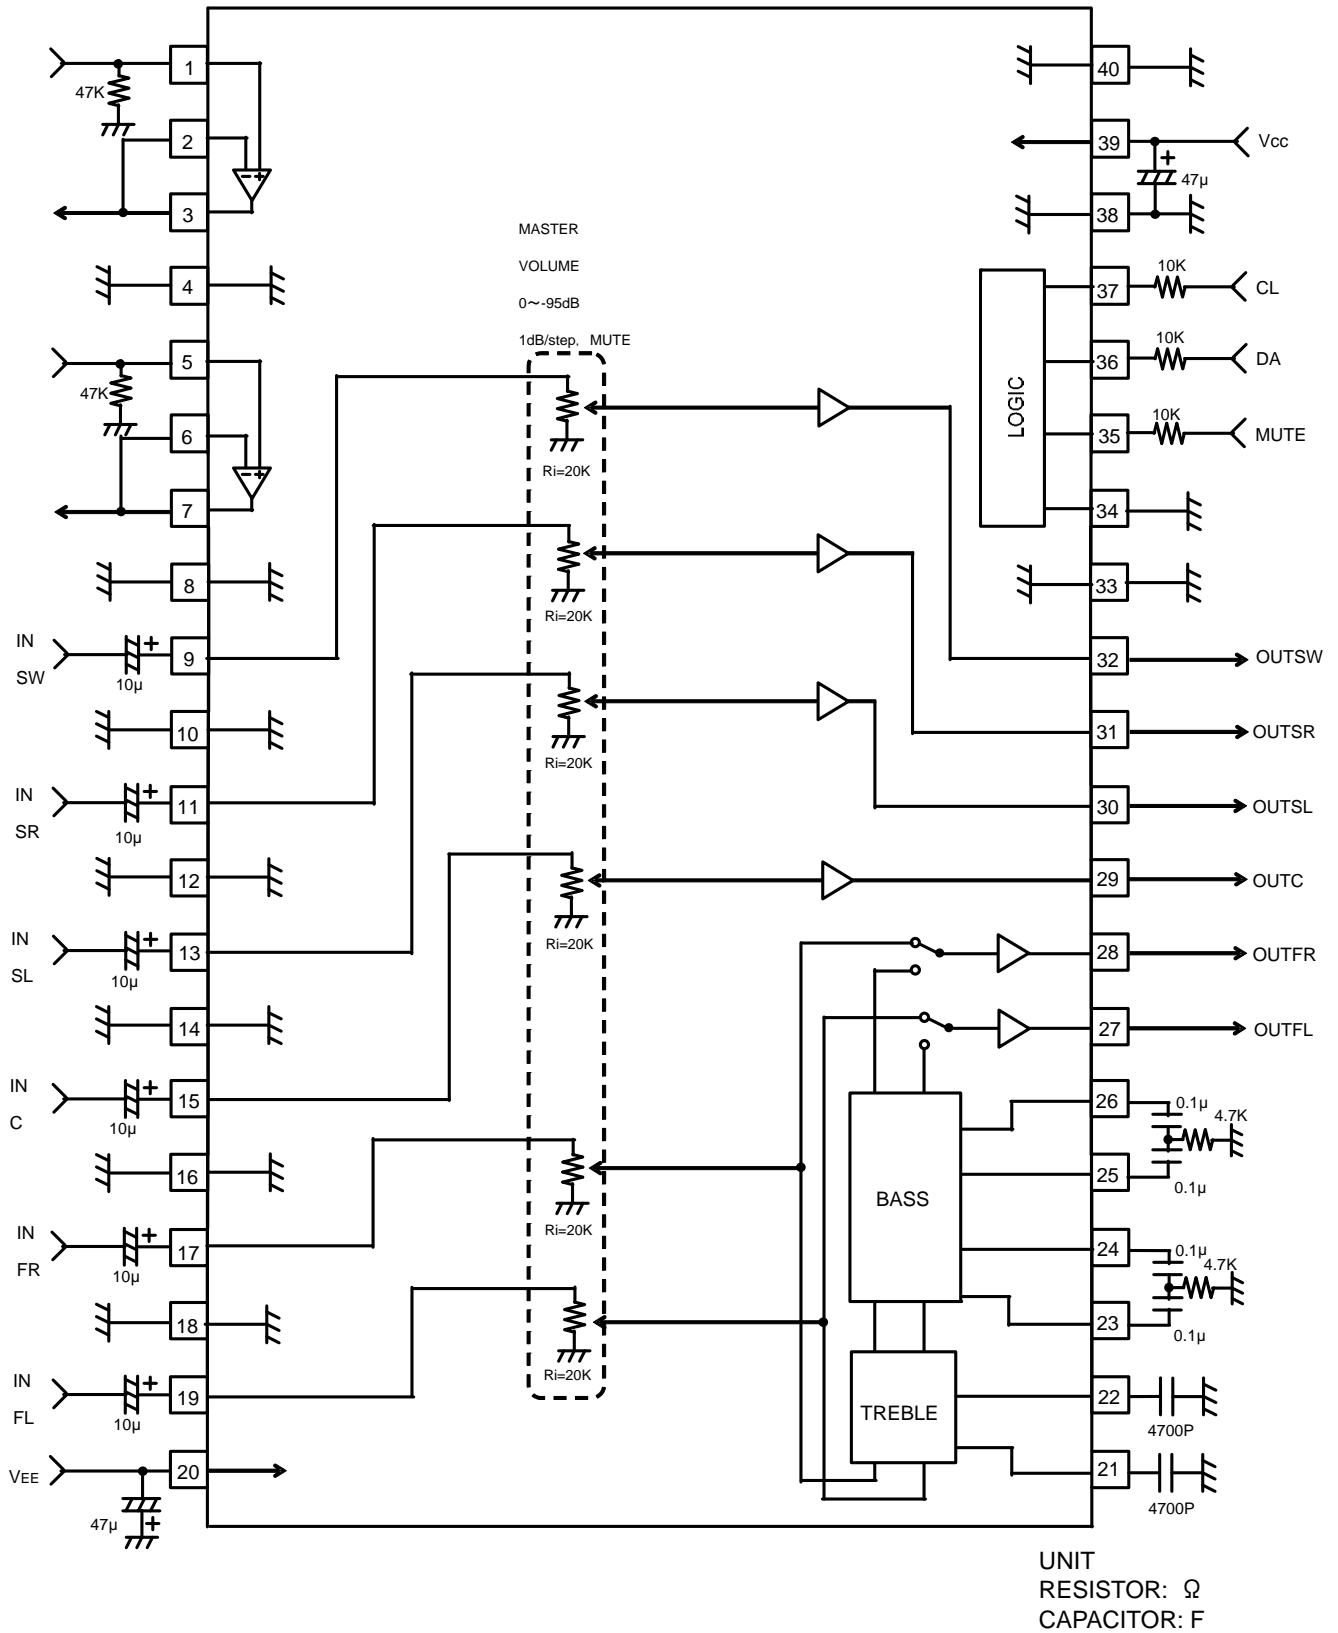 1
47K
2
3
4
5
47K
6
7
8
IN
SW
10µ
9
10
IN
SR
10µ
11
12
IN
SL
10µ
13
14
IN
C
10µ
15
16
IN
FR
10µ
17
18
IN
FL
10µ
19
VEE
47µ
20
MASTER
VOLUME
0〜-95dB
1dB/step, MUTE
Ri=20K
Ri=20K
Ri=20K
Ri=20K
Ri=20K
Ri=20K
LOGIC
BASS
TREBLE
40
39
Vcc
47µ
38
37
10K
CL
36
10K
DA
35
10K
MUTE
34
33
32
OUTSW
31
OUTSR
30
OUTSL
29
OUTC
28
OUTFR
27
OUTFL
26
0.1µ
4.7K
25
0.1µ
24
0.1µ
4.7K
23
0.1µ
22
4700P
21
4700P
UNIT
RESISTOR: Ω
CAPACITOR: F